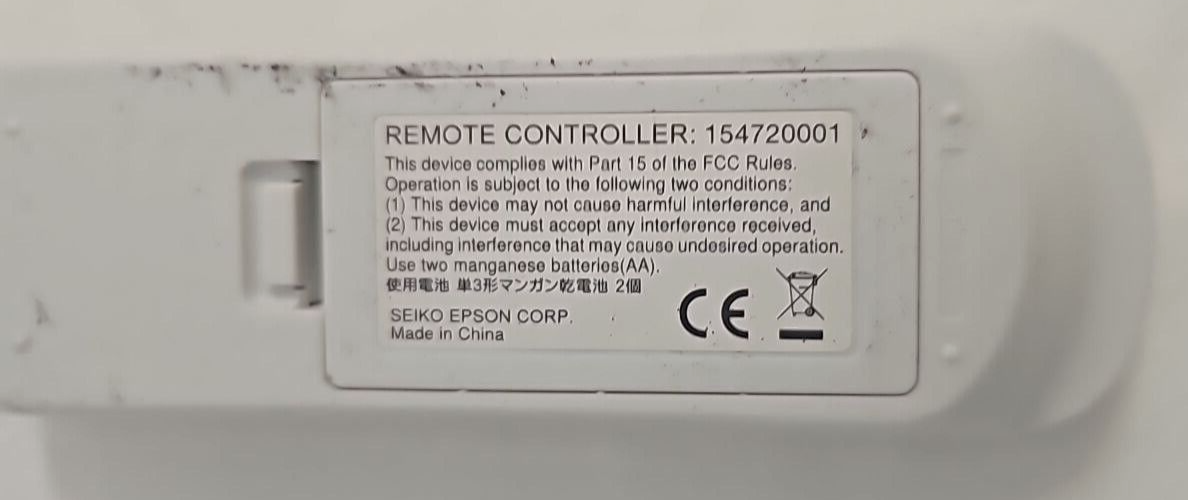 REMOTE CONTROLLER: 154720001
This device complies with Part 15 of the FCC Rules.
Operation is subject to the following two conditions:
(1) This device may not cause harmful interference, and
(2) This device must accept any interference received,
including interference that may cause undesired operation.
Use two manganese batteries(AA).
使用電池 単3形マンガン乾電池 2個
SEIKO EPSON CORP.
Made in China
CE